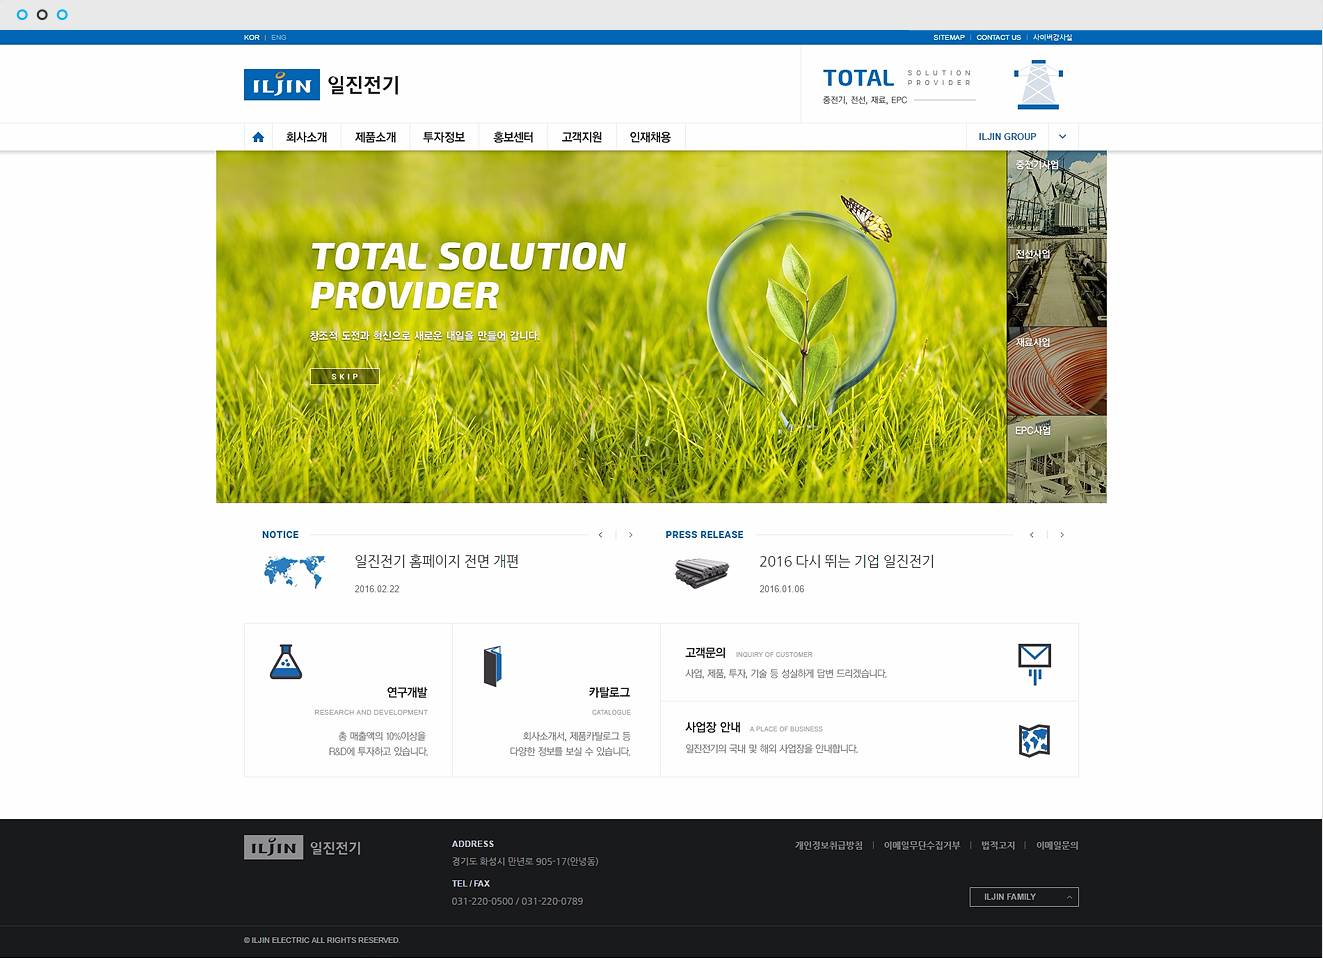 KOR | ENG
SITEMAP | CONTACT US | 사이버감사실
ILJIN 일진전기
TOTAL SOLUTION PROVIDER
중전기, 전선, 재료, EPC
회사소개 제품소개 투자정보 홍보센터 고객지원 인재채용
ILJIN GROUP
TOTAL SOLUTION
PROVIDER
창조적 도전과 혁신으로 새로운 내일을 만들어 갑니다.
SKIP
중전기사업
전선사업
재료사업
EPC사업
NOTICE
일진전기 홈페이지 전면 개편
2016.02.22
PRESS RELEASE
2016 다시 뛰는 기업 일진전기
2016.01.06
연구개발
RESEARCH AND DEVELOPMENT
총 매출액의 10%이상을
R&D에 투자하고 있습니다.
카탈로그
CATALOGUE
회사소개서, 제품카탈로그 등
다양한 정보를 보실 수 있습니다.
고객문의 INQUIRY OF CUSTOMER
사업, 제품, 투자, 기술 등 성실하게 답변 드리겠습니다.
사업장 안내 A PLACE OF BUSINESS
일진전기의 국내 및 해외 사업장을 안내합니다.
ILJIN 일진전기
ADDRESS
경기도 화성시 만년로 905-17(안녕동)
TEL / FAX
031-220-0500 / 031-220-0789
개인정보취급방침 | 이메일무단수집거부 | 법적고지 | 이메일문의
ILJIN FAMILY
© ILJIN ELECTRIC ALL RIGHTS RESERVED.